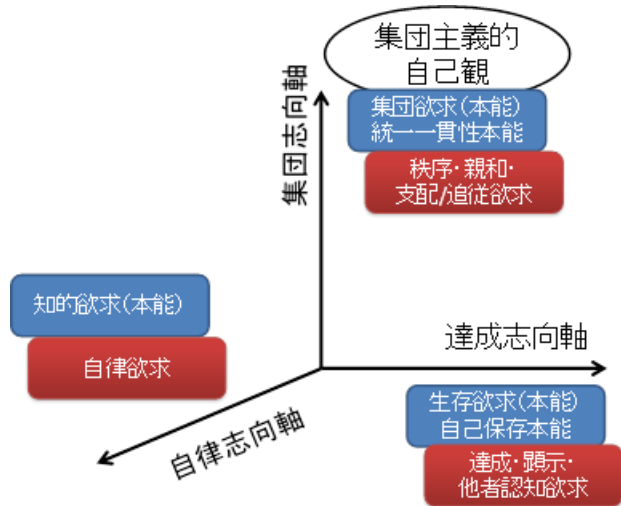 集団主義的
自己観
集団欲求(本能)
統一一貫性本能
秩序・親和・
支配/追従欲求
集団志向軸
知的欲求(本能)
自律欲求
達成志向軸
自律志向軸
生存欲求(本能)
自己保存本能
達成・顕示・
他者認知欲求